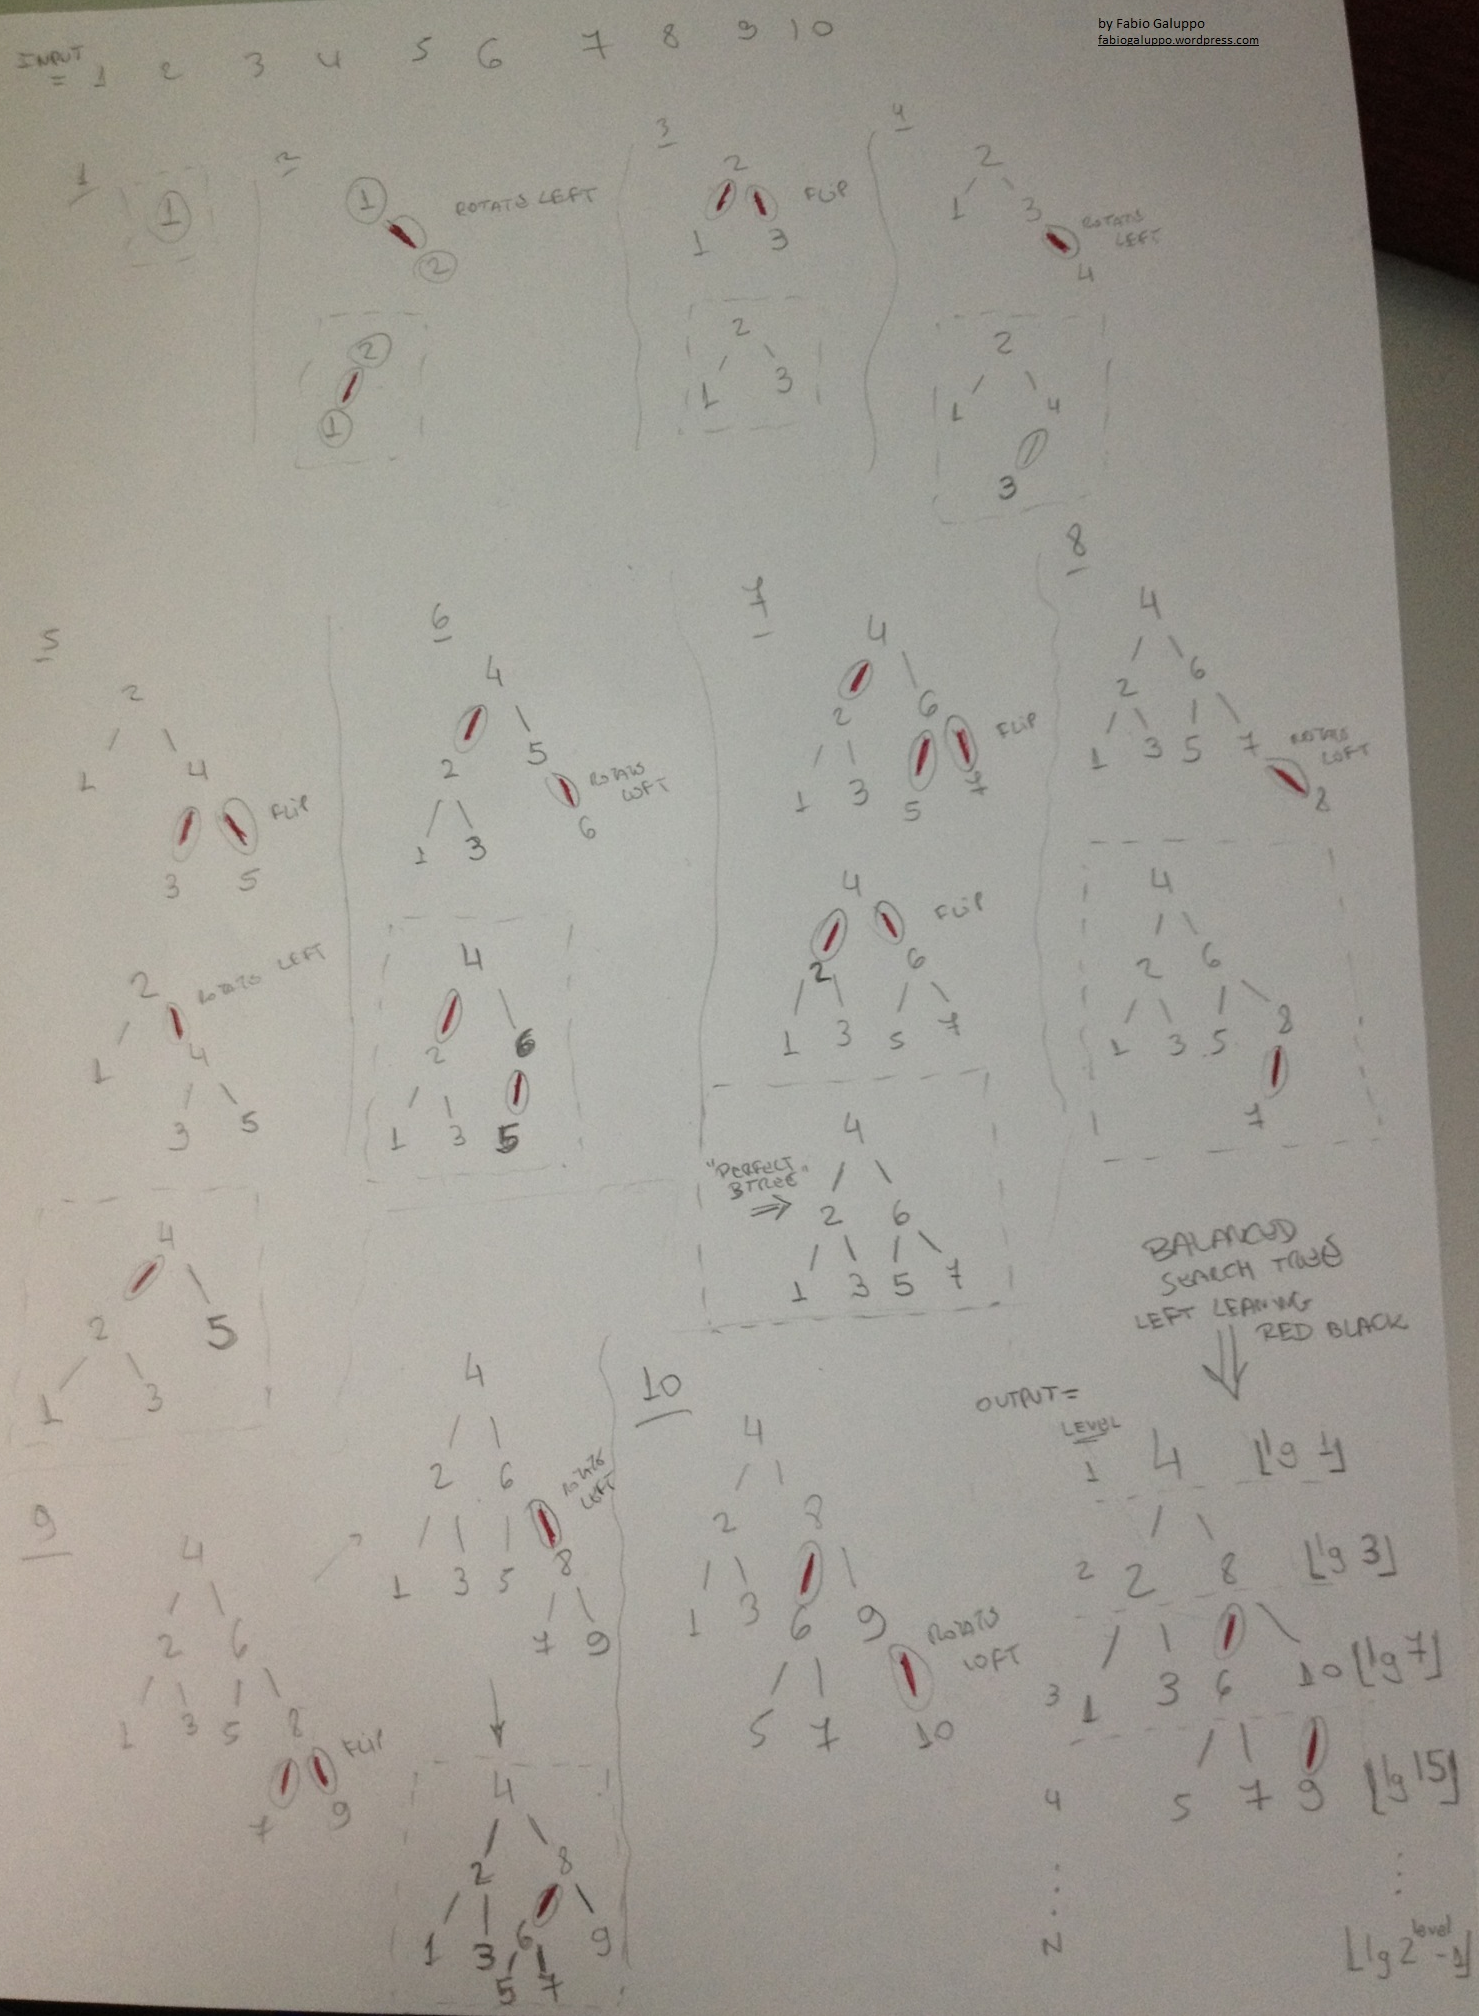 by Fabio Galuppo
fabiogaluppo.wordpress.com
INPUT
= 1 2 3 4 5 6 7 8 9 10
1
1
2
1 ROTATE LEFT
2
2
1
3
2
FLIP
1 3
2
1 3
4
2
1 3
ROTATE
LEFT
4
2
1 4
3
5
2
1 4
FLIP
3 5
2
ROTATE LEFT
1 4
3 5
4
2 5
1 3
6
4
2 5
ROTATE
LEFT
1 3 6
4
2 6
1 3 5
7
4
2 6
FLIP
1 3 5 7
4
FLIP
2 6
1 3 5 7
"PERFECT
BTREE"
⇒
4
2 6
1 3 5 7
8
4
2 6
1 3 5 7
ROTATE
LEFT
8
4
2 6
1 3 5 8
7
9
4
2 6
1 3 5 8
FLIP
7 9
4
2 6
ROTATE
LEFT
1 3 5 8
7 9
4
2 8
1 3 6 9
5 7
10
4
2 8
1 3 6 9
ROTATE
LEFT
5 7 10
BALANCED
SEARCH TREE
LEFT LEANING
RED BLACK
OUTPUT =
LEVEL
1 4 ⌊lg 1⌋
2 2 8 ⌊lg 3⌋
3 1 3 6 10 ⌊lg 7⌋
4 5 7 9 ⌊lg 15⌋
⋮ ⋮
N ⌊lg 2^level -1⌋